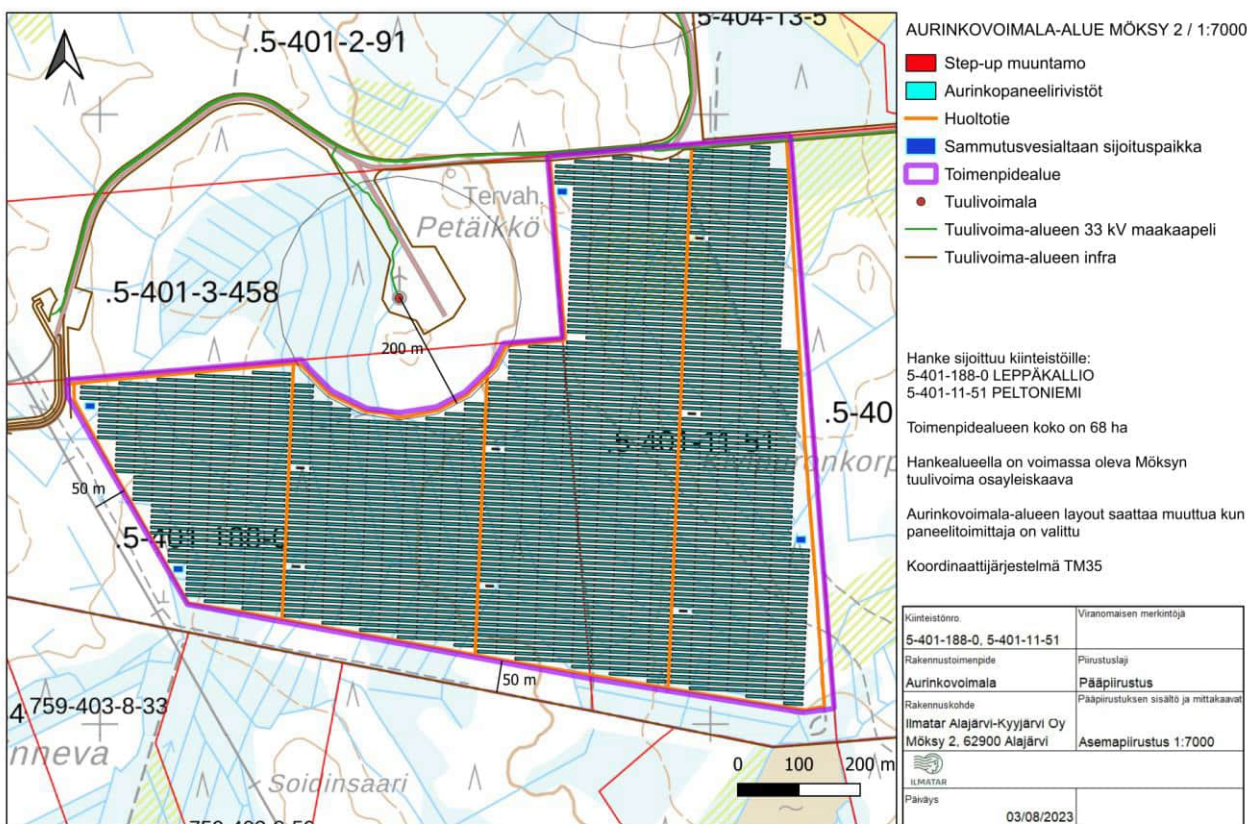 .5-401-2-91
5-404-13-5
Tervah.
Petäikkö
.5-401-3-458
200 m
.5-401-11-51
.5-40
50 m
.5-401-188-0
50 m
4
759-403-8-33
nneva
Soidinsaari
0 100 200 m
AURINKOVOIMALA-ALUE MÖKSY 2 / 1:7000
Step-up muuntamo
Aurinkopaneelirivistöt
Huoltotie
Sammutusvesialtaan sijoituspaikka
Toimenpidealue
Tuulivoimala
Tuulivoima-alueen 33 kV maakaapeli
Tuulivoima-alueen infra
Hanke sijoittuu kiinteistöille:
5-401-188-0 LEPPÄKALLIO
5-401-11-51 PELTONIEMI
Toimenpidealueen koko on 68 ha
Hankealueella on voimassa oleva Möksyn
tuulivoima osayleiskaava
Aurinkovoimala-alueen layout saattaa muuttua kun
paneelitoimittaja on valittu
Koordinaattijärjestelmä TM35
Kiinteistönro.
5-401-188-0, 5-401-11-51
Viranomaisen merkintöjä
Rakennustoimenpide
Aurinkovoimala
Piirustuslaji
Pääpiirustus
Rakennuskohde
Ilmatar Alajärvi-Kyyjärvi Oy
Möksy 2, 62900 Alajärvi
Pääpiirustuksen sisältö ja mittakaavat
Asemapiirustus 1:7000
ILMATAR
Päiväys
03/08/2023